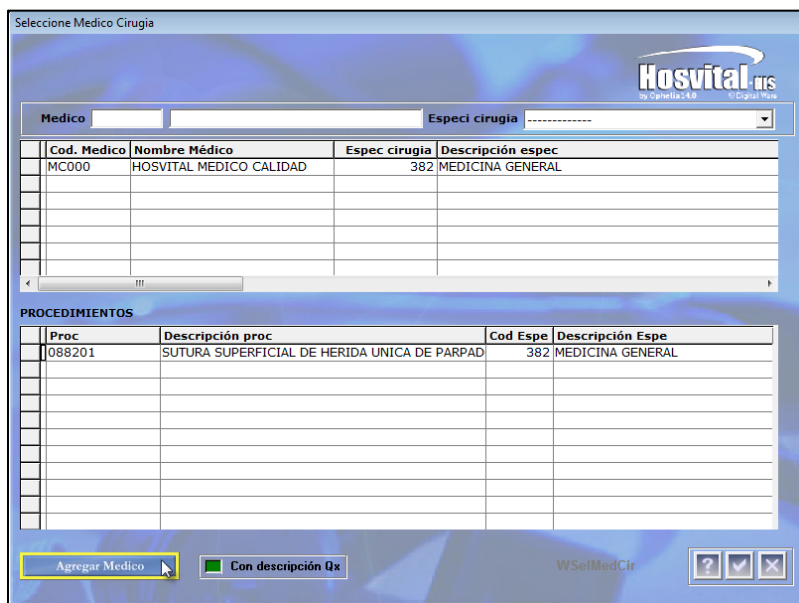 Seleccione Medico Cirugia
Hosvital-HS
by Ophelia14.0 © Digital Ware
Medico Especi cirugia -------------
Cod. Medico Nombre Médico Espec cirugia Descripción espec
MC000 HOSVITAL MEDICO CALIDAD 382 MEDICINA GENERAL
PROCEDIMIENTOS
Proc Descripción proc Cod Espe Descripción Espe
088201 SUTURA SUPERFICIAL DE HERIDA UNICA DE PARPAD 382 MEDICINA GENERAL
Agregar Medico Con descripción Qx WSelMedCir ?